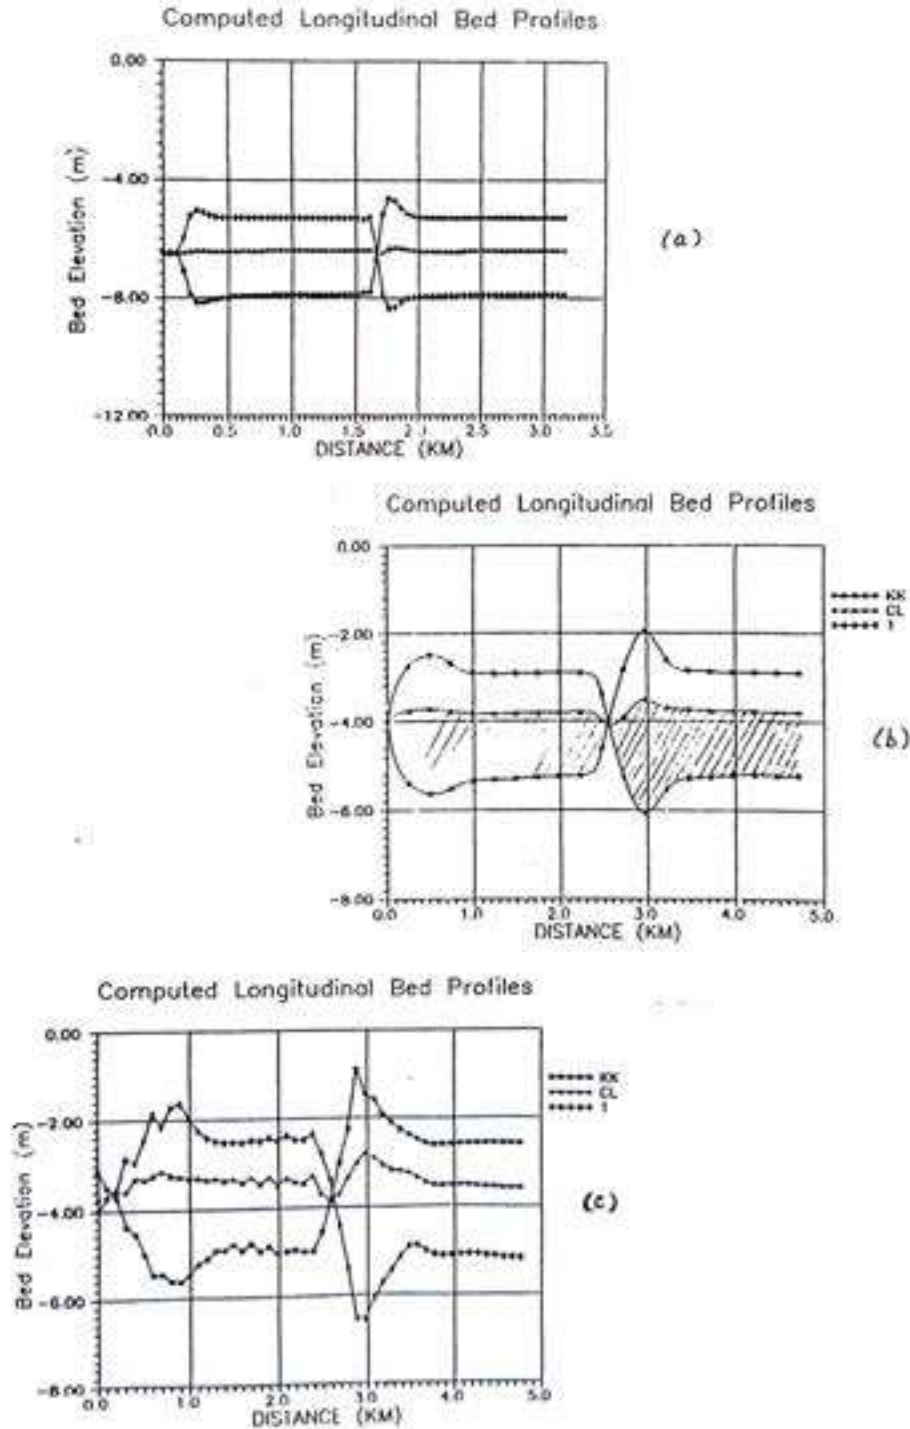 Computed Longitudinal Bed Profiles
0.00
-4.00
-8.00
-12.00
Bed Elevation (m)
0.0 0.5 1.0 1.5 2.0 2.5 3.0 3.5
DISTANCE (KM)
(a)
Computed Longitudinal Bed Profiles
0.00
-2.00
-4.00
-6.00
-8.00
Bed Elevation (m)
0.0 1.0 2.0 3.0 4.0 5.0
DISTANCE (KM)
KK
CL
1
(b)
Computed Longitudinal Bed Profiles
0.00
-2.00
-4.00
-6.00
-8.00
Bed Elevation (m)
0.0 1.0 2.0 3.0 4.0 5.0
DISTANCE (KM)
KK
CL
1
(c)